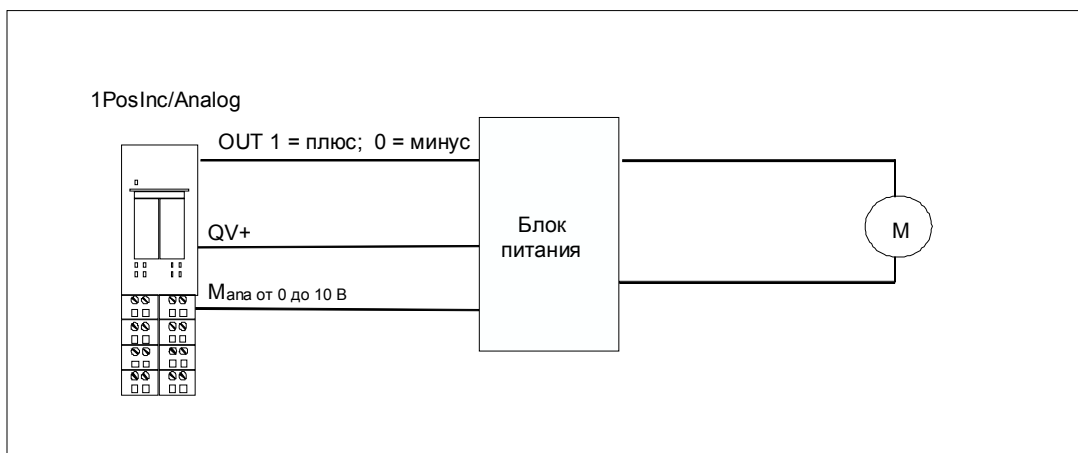 1PosInc/Analog
OUT 1 = плюс; 0 = минус
QV+
Mana от 0 до 10 В
Блок
питания
M